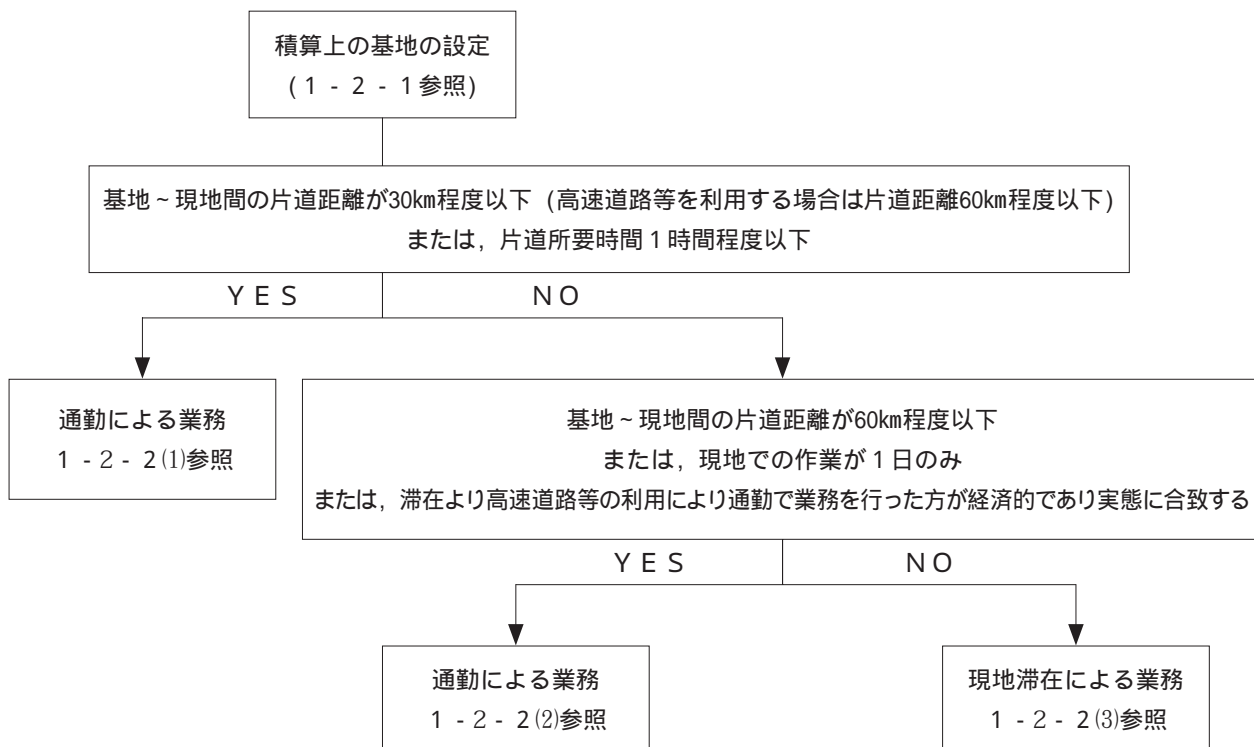 積算上の基地の設定
(1-2-1参照)
基地~現地間の片道距離が30㎞程度以下(高速道路等を利用する場合は片道距離60㎞程度以下)
または,片道所要時間1時間程度以下
YES
NO
通勤による業務
1-2-2⑴参照
基地~現地間の片道距離が60㎞程度以下
または,現地での作業が1日のみ
または,滞在より高速道路等の利用により通勤で業務を行った方が経済的であり実態に合致する
YES
NO
通勤による業務
1-2-2⑵参照
現地滞在による業務
1-2-2⑶参照